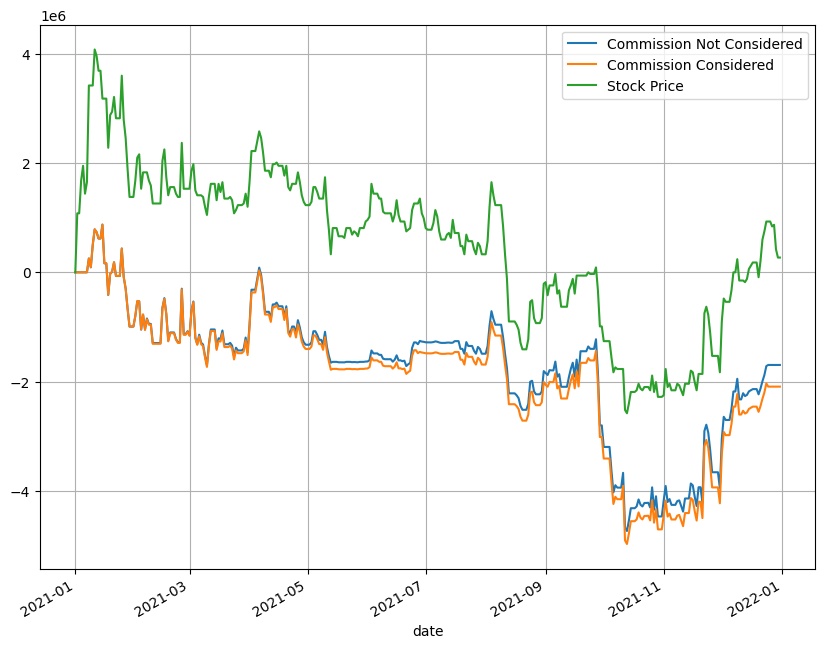 1e6
Commission Not Considered
Commission Considered
Stock Price
4
2
0
−2
−4
2021-01
2021-03
2021-05
2021-07
2021-09
2021-11
2022-01
date